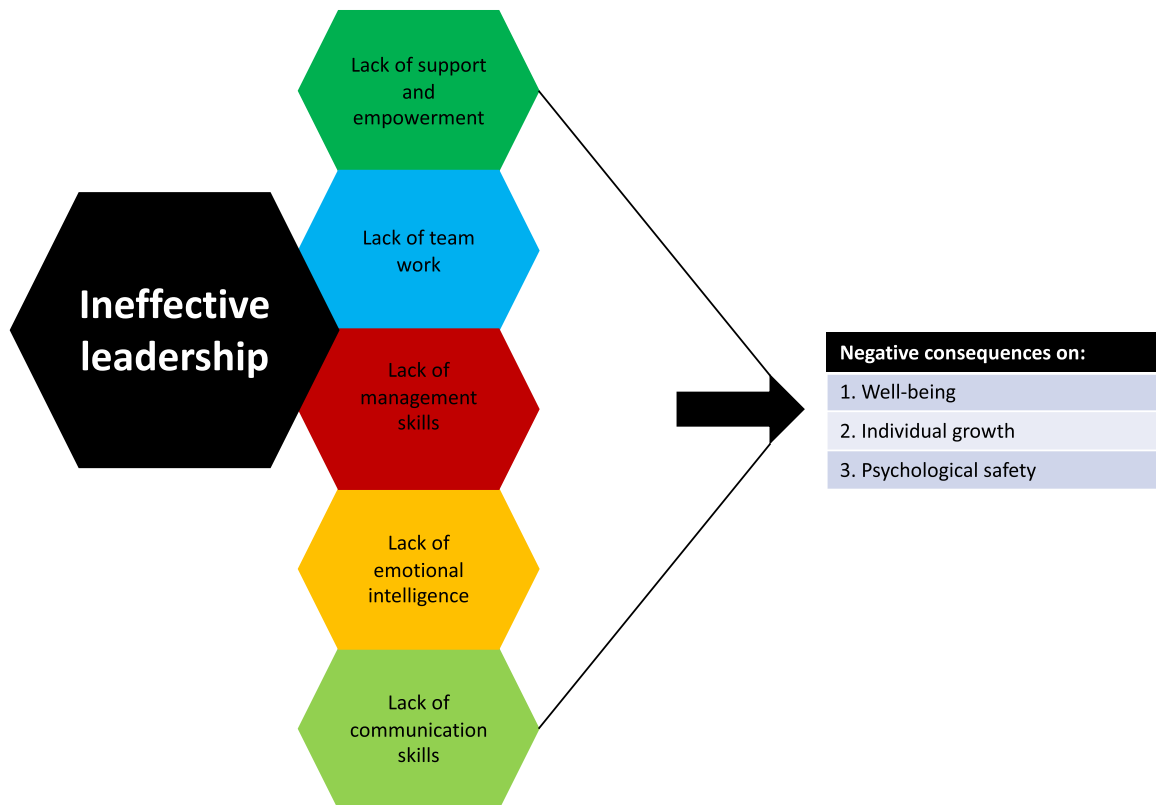 Lack of support
and
empowerment
Lack of team
work
Ineffective
leadership
Lack of
management
skills
Lack of
emotional
intelligence
Lack of
communication
skills
Negative consequences on:
1. Well-being
2. Individual growth
3. Psychological safety